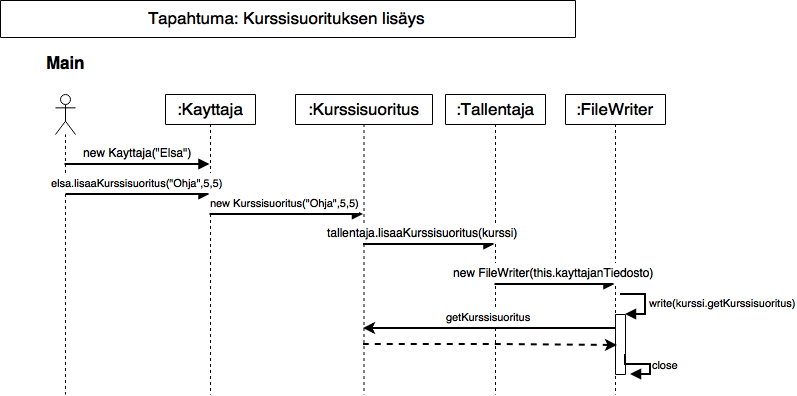 Tapahtuma: Kurssisuorituksen lisäys
Main
:Kayttaja
:Kurssisuoritus
:Tallentaja
:FileWriter
new Kayttaja("Elsa")
elsa.lisaaKurssisuoritus("Ohja",5,5)
new Kurssisuoritus("Ohja",5,5)
tallentaja.lisaaKurssisuoritus(kurssi)
new FileWriter(this.kayttajanTiedosto)
write(kurssi.getKurssisuoritus)
getKurssisuoritus
close